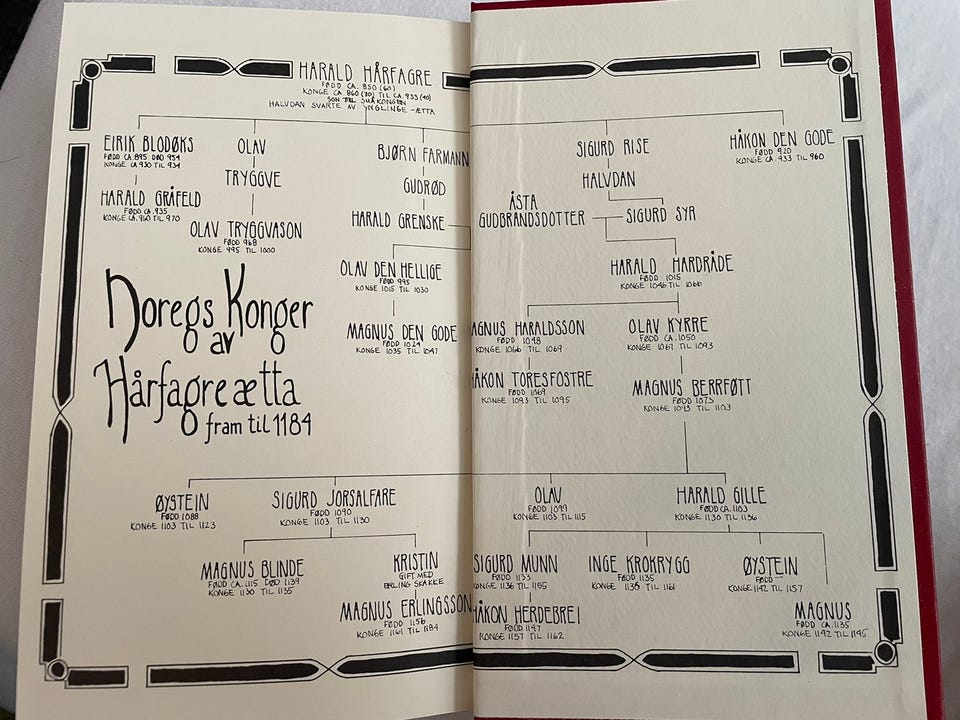 HARALD HÅRFAGRE
FØDD CA. 850 (60)
KONGE CA 860 (70) TIL CA. 933 (40)
SON TIL SMÅKONGEN
HALVDAN SVARTE AV YNGLINGE-ÆTTA
EIRIK BLODØKS
FØDD CA. 895 DØD 954
KONGE CA 930 TIL 934
OLAV
BJØRN FARMANN
SIGURD RISE
HÅKON DEN GODE
FØDD 920
KONGE CA. 933 TIL 960
HARALD GRÅFELD
FØDD CA. 935
KONGE CA. 960 TIL 970
TRYGGVE
GUDRØD
HALVDAN
OLAV TRYGGVASON
FØDD 968
KONGE 995 TIL 1000
HARALD GRENSKE
ÅSTA
GUDBRANDSDOTTER
SIGURD SYR
OLAV DEN HELLIGE
FØDD 995
KONGE 1015 TIL 1030
HARALD HARDRÅDE
FØDD 1015
KONGE 1046 TIL 1066
MAGNUS DEN GODE
FØDD 1024
KONGE 1035 TIL 1047
AGNUS HARALDSSON
FØDD 1048
KONGE 1066 TIL 1069
OLAV KYRRE
FØDD CA. 1050
KONGE 1067 TIL 1093
Noregs Konger
av
Hårfagreætta
fram til 1184
HÅKON TORESFOSTRE
FØDD 1069
KONGE 1093 TIL 1095
MAGNUS BERRFØTT
FØDD 1073
KONGE 1093 TIL 1103
ØYSTEIN
FØDD 1088
KONGE 1103 TIL 1123
SIGURD JORSALFARE
FØDD 1090
KONGE 1103 TIL 1130
OLAV
FØDD 1099
KONGE 1103 TIL 1115
HARALD GILLE
FØDD CA. 1103
KONGE 1130 TIL 1136
MAGNUS BLINDE
FØDD CA. 1115 DØD 1139
KONGE 1130 TIL 1135
KRISTIN
GIFT MED
ERLING SKAKKE
SIGURD MUNN
FØDD 1133
KONGE 1136 TIL 1155
INGE KROKRYGG
FØDD 1135
KONGE 1136 TIL 1161
ØYSTEIN
FØDD
KONGE 1142 TIL 1157
MAGNUS ERLINGSSON
FØDD 1156
KONGE 1161 TIL 1184
HÅKON HERDEBREI
FØDD 1147
KONGE 1157 TIL 1162
MAGNUS
FØDD CA. 1135
KONGE 1142 TIL 1145